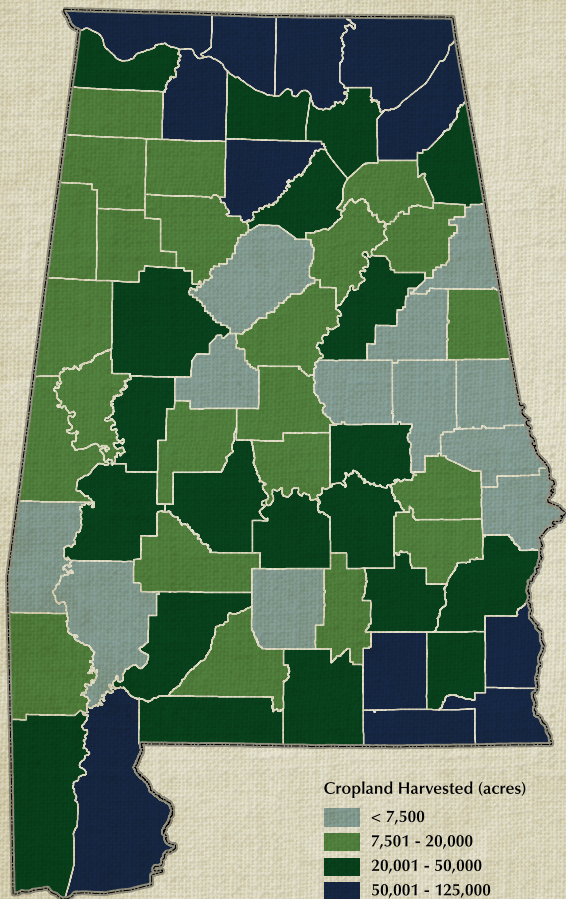 Cropland Harvested (acres)
< 7,500
7,501 - 20,000
20,001 - 50,000
50,001 - 125,000